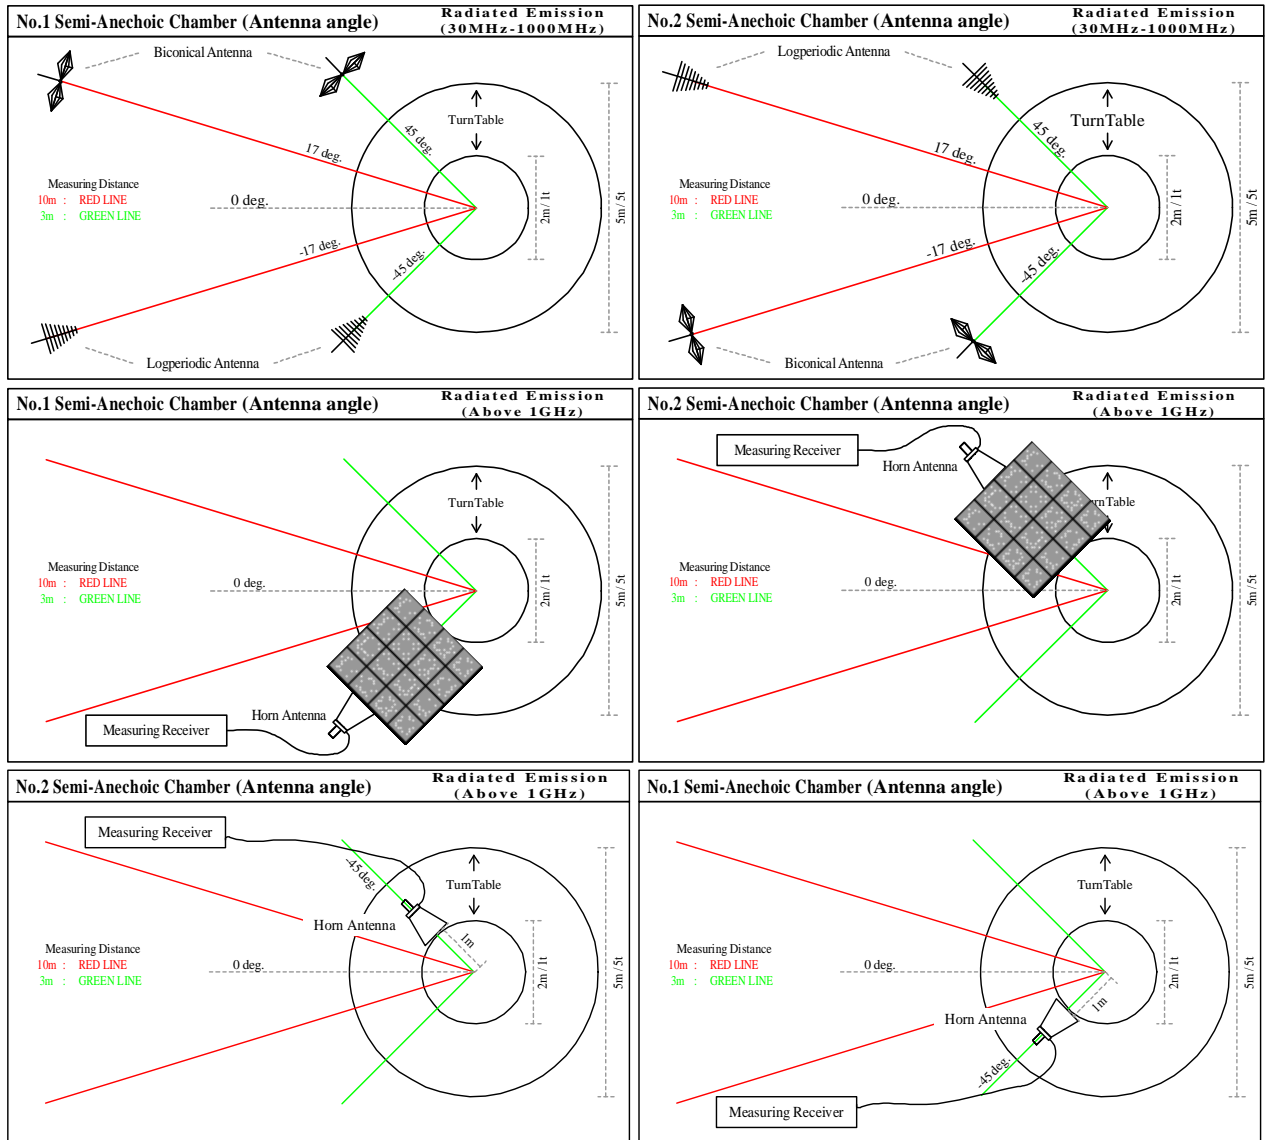 No.1 Semi-Anechoic Chamber (Antenna angle)
Radiated Emission
(30MHz-1000MHz)
Biconical Antenna
TurnTable
45 deg.
17 deg.
Measuring Distance
10m : RED LINE
3m : GREEN LINE
0 deg.
2m / 1t
5m / 5t
-17 deg.
-45 deg.
Logperiodic Antenna
No.2 Semi-Anechoic Chamber (Antenna angle)
Radiated Emission
(30MHz-1000MHz)
Logperiodic Antenna
TurnTable
45 deg.
17 deg.
Measuring Distance
10m : RED LINE
3m : GREEN LINE
0 deg.
2m / 1t
5m / 5t
-17 deg.
-45 deg.
Biconical Antenna
No.1 Semi-Anechoic Chamber (Antenna angle)
Radiated Emission
(Above 1GHz)
TurnTable
Measuring Distance
10m : RED LINE
3m : GREEN LINE
0 deg.
2m / 1t
5m / 5t
Horn Antenna
Measuring Receiver
No.2 Semi-Anechoic Chamber (Antenna angle)
Radiated Emission
(Above 1GHz)
Measuring Receiver
Horn Antenna
rnTable
Measuring Distance
10m : RED LINE
3m : GREEN LINE
0 deg.
2m / 1t
5m / 5t
No.2 Semi-Anechoic Chamber (Antenna angle)
Radiated Emission
(Above 1GHz)
Measuring Receiver
-45 deg.
TurnTable
Horn Antenna
1m
Measuring Distance
10m : RED LINE
3m : GREEN LINE
0 deg.
2m / 1t
5m / 5t
No.1 Semi-Anechoic Chamber (Antenna angle)
Radiated Emission
(Above 1GHz)
TurnTable
Measuring Distance
10m : RED LINE
3m : GREEN LINE
0 deg.
2m / 1t
5m / 5t
1m
Horn Antenna
-45 deg.
Measuring Receiver